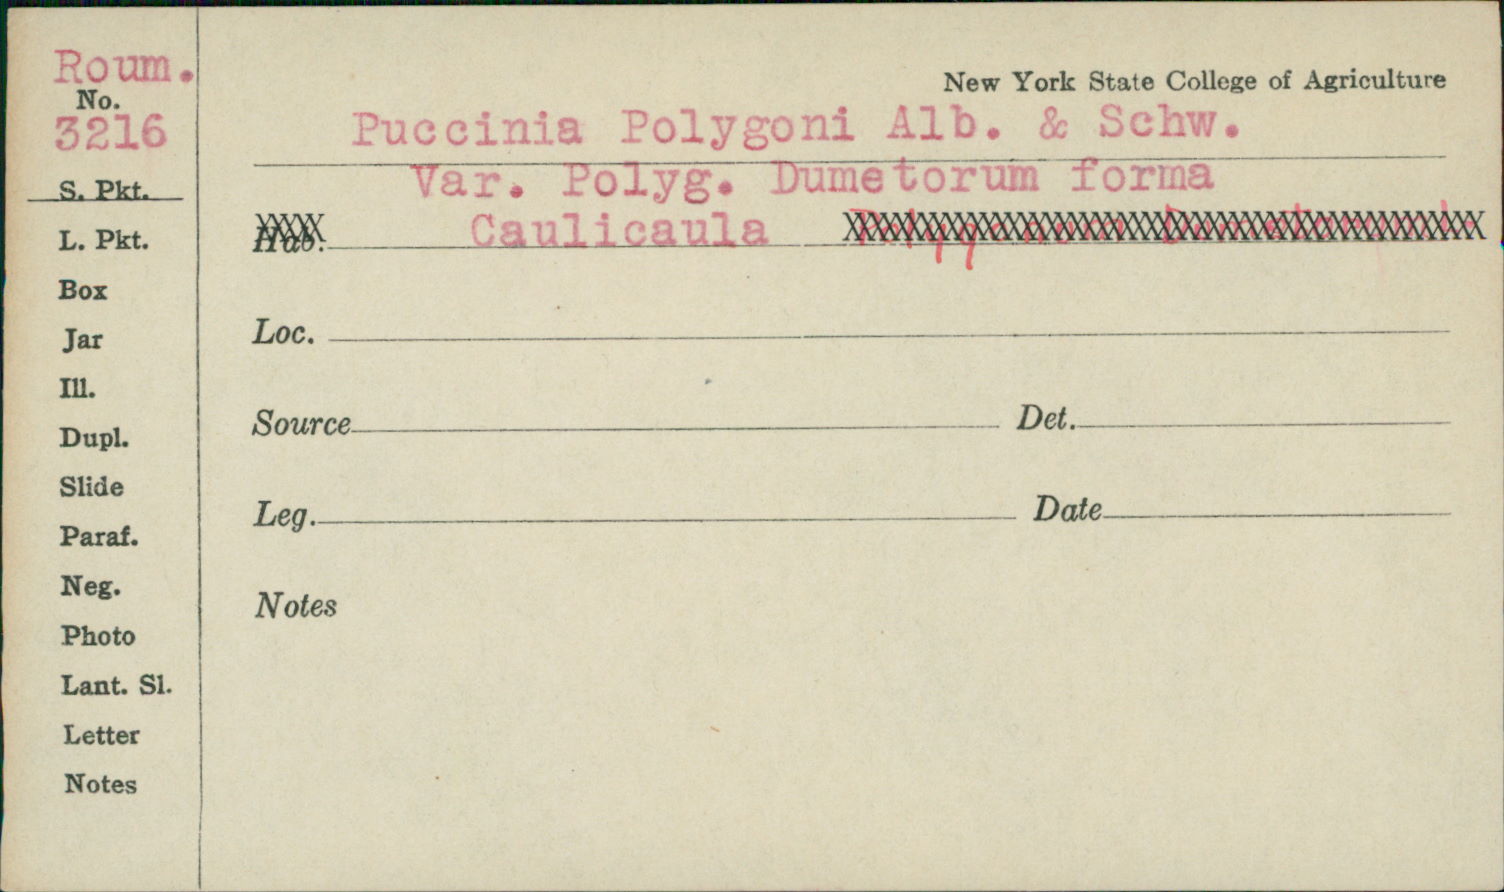 Roum.
No.
3216
S. Pkt.
L. Pkt.
Box
Jar
Ill.
Dupl.
Slide
Paraf.
Neg.
Photo
Lant. Sl.
Letter
Notes
New York State College of Agriculture
Puccinia Polygoni Alb. & Schw.
Var. Polyg. Dumetorum forma
Hab. Caulicaula
Loc.
Source Det.
Leg. Date
Notes